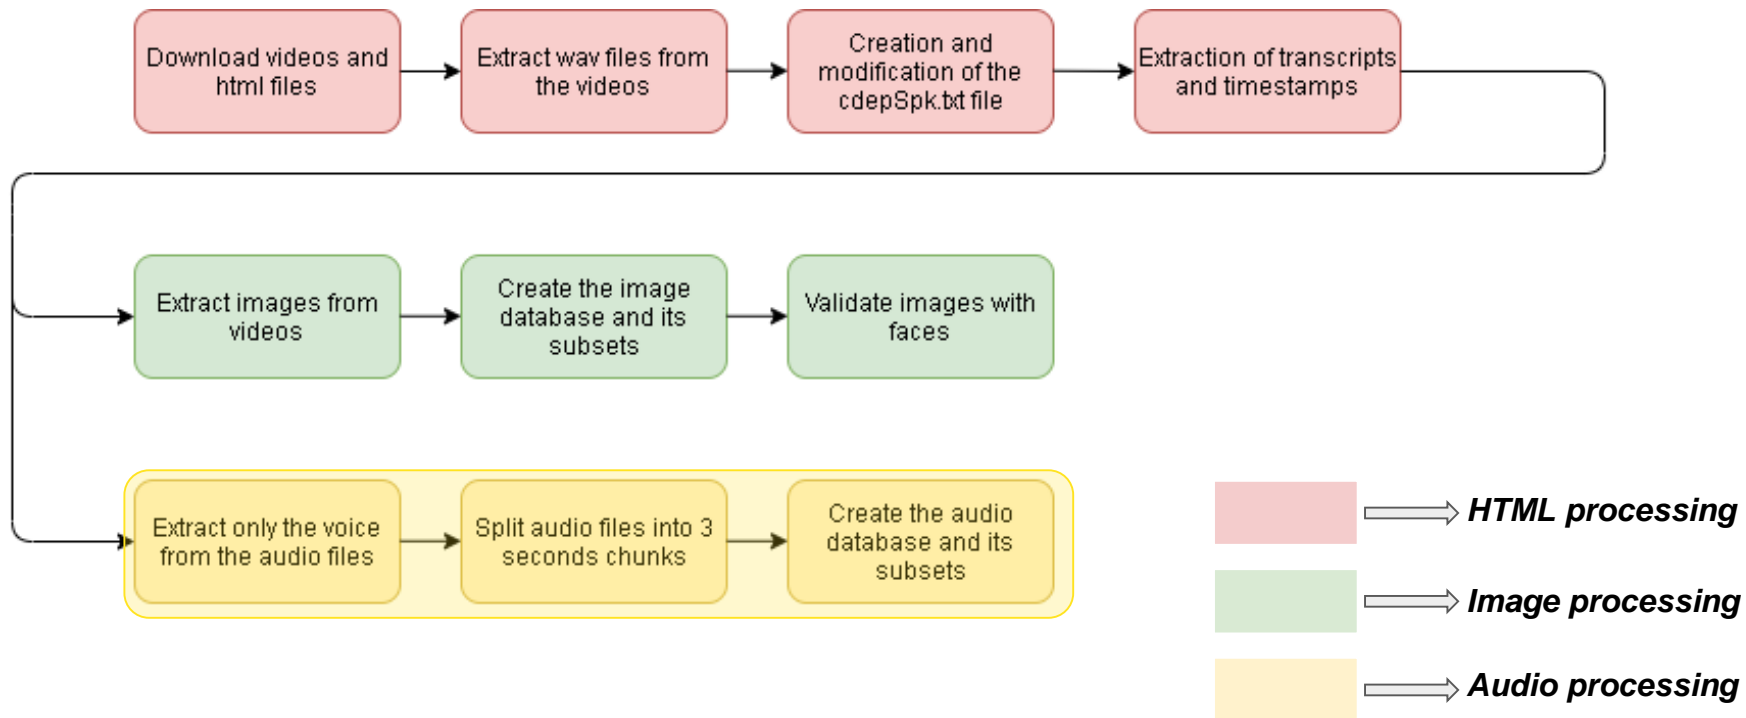 Download videos and
html files
Extract wav files from
the videos
Creation and
modification of the
cdepSpk.txt file
Extraction of transcripts
and timestamps
Extract images from
videos
Create the image
database and its
subsets
Validate images with
faces
Extract only the voice
from the audio files
Split audio files into 3
seconds chunks
Create the audio
database and its
subsets
HTML processing
Image processing
Audio processing